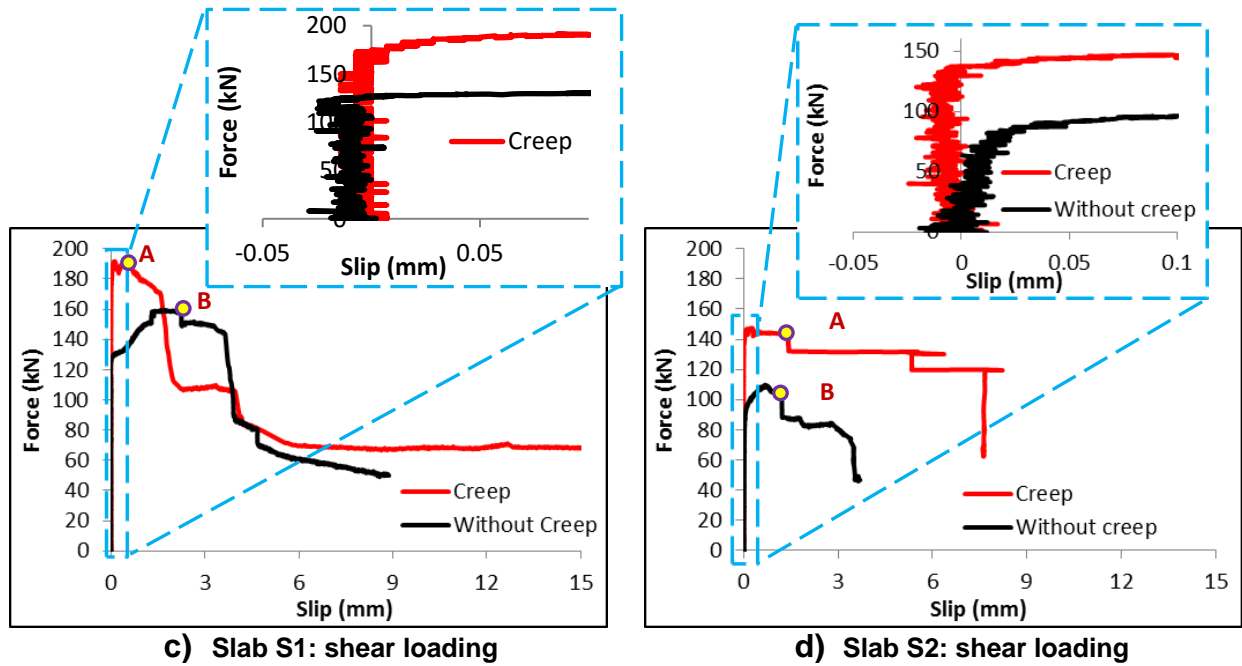 200
150
100
50
0
-0.05
0.05
Force (kN)
Slip (mm)
Creep
150
100
50
0
-0.05
0
0.05
0.1
Force (kN)
Slip (mm)
Creep
Without creep
200
180
160
140
120
100
80
60
40
20
0
0
3
6
9
12
15
Force (kN)
Slip (mm)
A
B
Creep
Without Creep
c) Slab S1: shear loading
200
180
160
140
120
100
80
60
40
20
0
0
3
6
9
12
15
Force (kN)
Slip (mm)
A
B
Creep
Without creep
d) Slab S2: shear loading